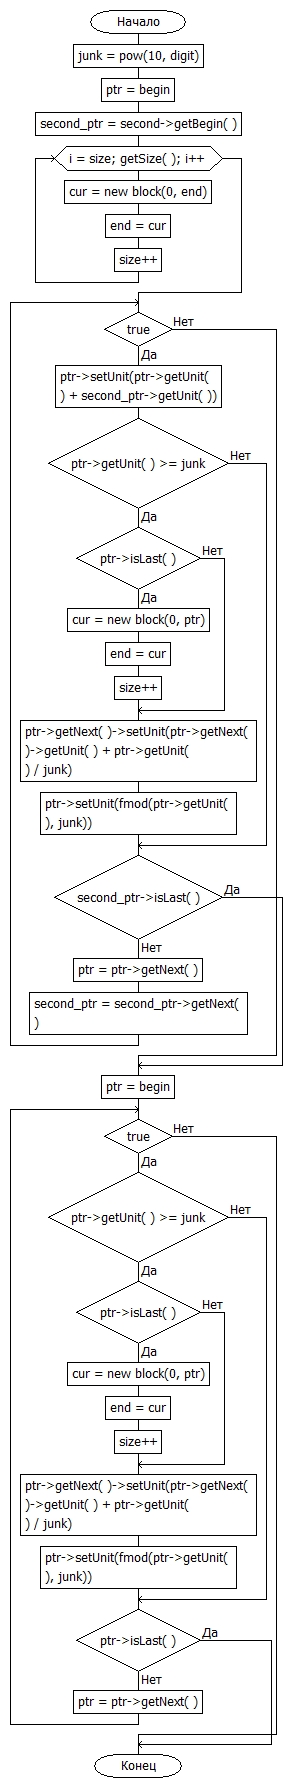 Начало
junk = pow(10, digit)
ptr = begin
second_ptr = second->getBegin( )
i = size; getSize( ); i++
cur = new block(0, end)
end = cur
size++
true
Нет
Да
ptr->setUnit(ptr->getUnit(
) + second_ptr->getUnit( ))
ptr->getUnit( ) >= junk
Нет
Да
ptr->isLast( )
Нет
Да
cur = new block(0, ptr)
end = cur
size++
ptr->getNext( )->setUnit(ptr->getNext(
)->getUnit( ) + ptr->getUnit(
) / junk)
ptr->setUnit(fmod(ptr->getUnit(
), junk))
second_ptr->isLast( )
Да
Нет
ptr = ptr->getNext( )
second_ptr = second_ptr->getNext(
)
ptr = begin
true
Нет
Да
ptr->getUnit( ) >= junk
Нет
Да
ptr->isLast( )
Нет
Да
cur = new block(0, ptr)
end = cur
size++
ptr->getNext( )->setUnit(ptr->getNext(
)->getUnit( ) + ptr->getUnit(
) / junk)
ptr->setUnit(fmod(ptr->getUnit(
), junk))
ptr->isLast( )
Да
Нет
ptr = ptr->getNext( )
Конец